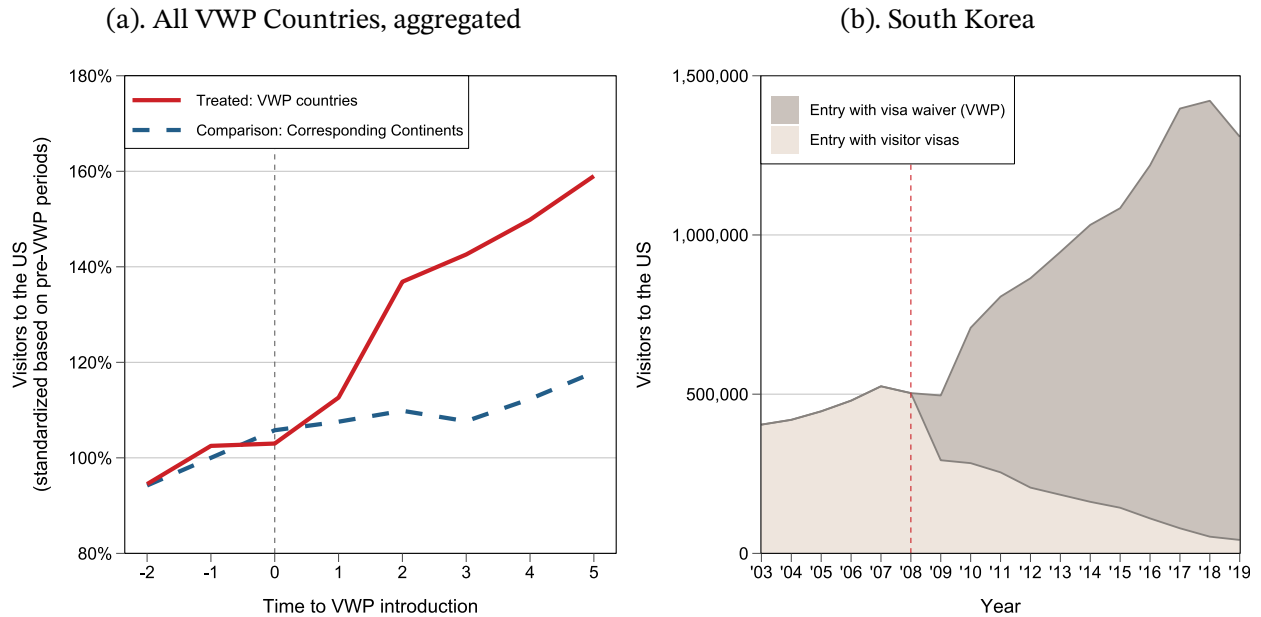 (a). All VWP Countries, aggregated
180%
160%
140%
120%
100%
80%
Visitors to the US
(standardized based on pre-VWP periods)
Treated: VWP countries
Comparison: Corresponding Continents
-2 -1 0 1 2 3 4 5
Time to VWP introduction
(b). South Korea
1,500,000
1,000,000
500,000
0
Visitors to the US
Entry with visa waiver (VWP)
Entry with visitor visas
'03 '04 '05 '06 '07 '08 '09 '10 '11 '12 '13 '14 '15 '16 '17 '18 '19
Year